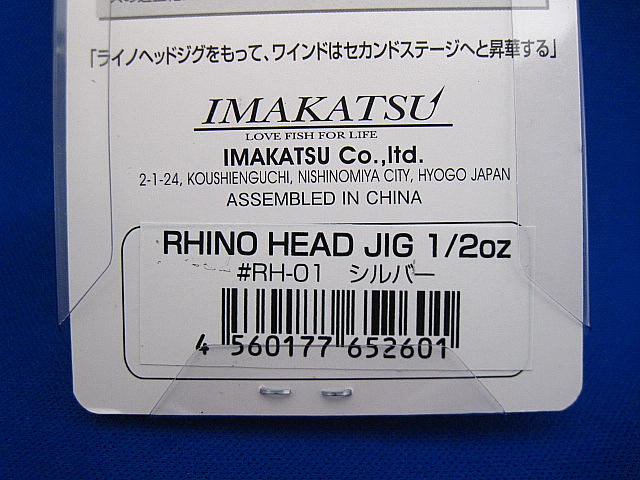 「ライノヘッドジグをもって、ワインドはセカンドステージへと昇華する」
IMAKATSU
LOVE FISH FOR LIFE
IMAKATSU Co.,ltd.
2-1-24, KOUSHIENGUCHI, NISHINOMIYA CITY, HYOGO JAPAN
ASSEMBLED IN CHINA
RHINO HEAD JIG 1/2oz
#RH-01 シルバー
4 560177 652601